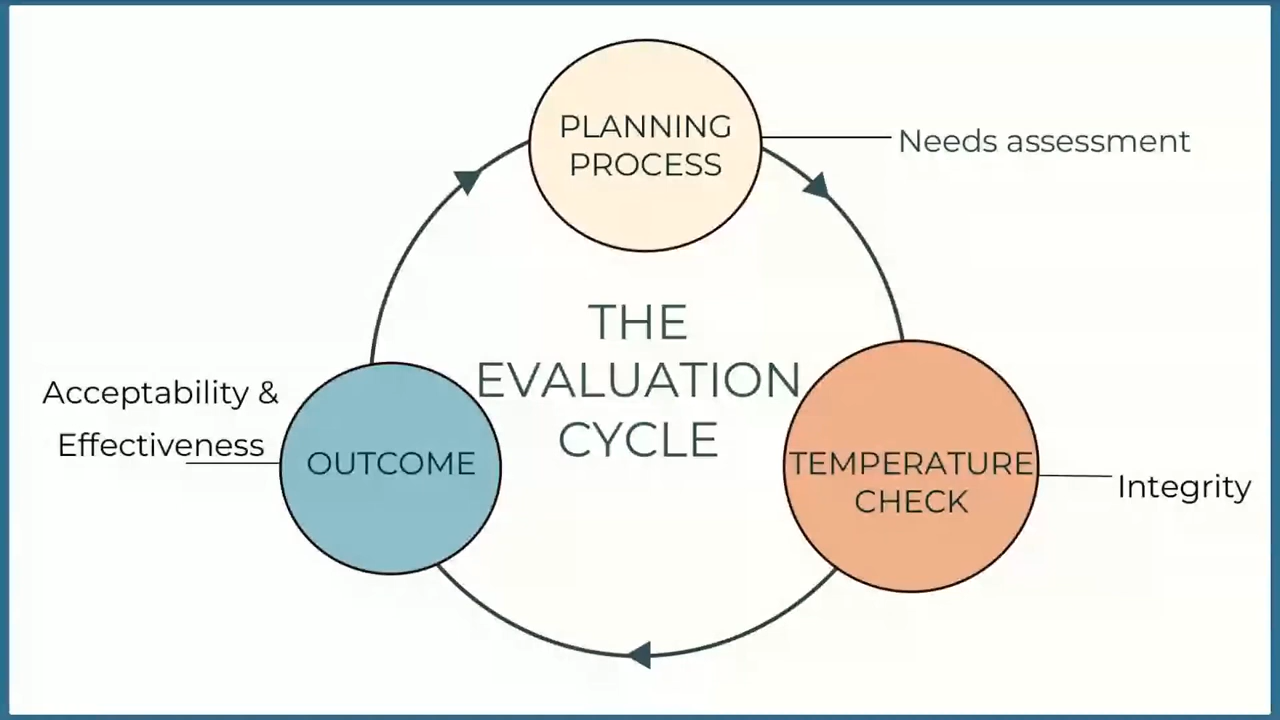 PLANNING
PROCESS
Needs assessment
THE
EVALUATION
CYCLE
Acceptability &
Effectiveness
OUTCOME
TEMPERATURE
CHECK
Integrity